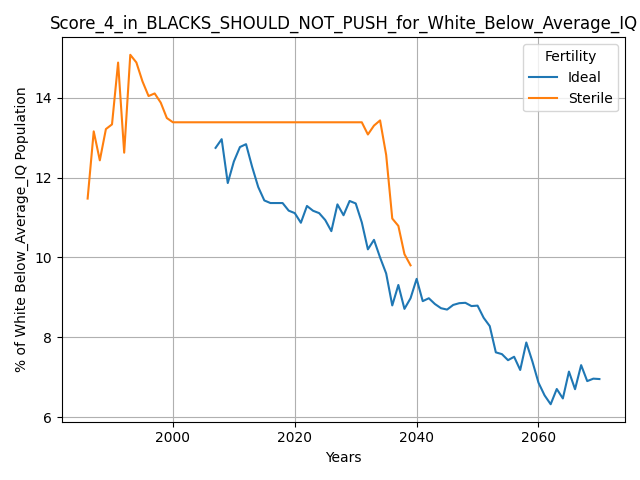 Score_4_in_BLACKS_SHOULD_NOT_PUSH_for_White_Below_Average_IQ
Fertility
Ideal
Sterile
% of White Below_Average_IQ Population
14
12
10
8
6
2000 2020 2040 2060
Years